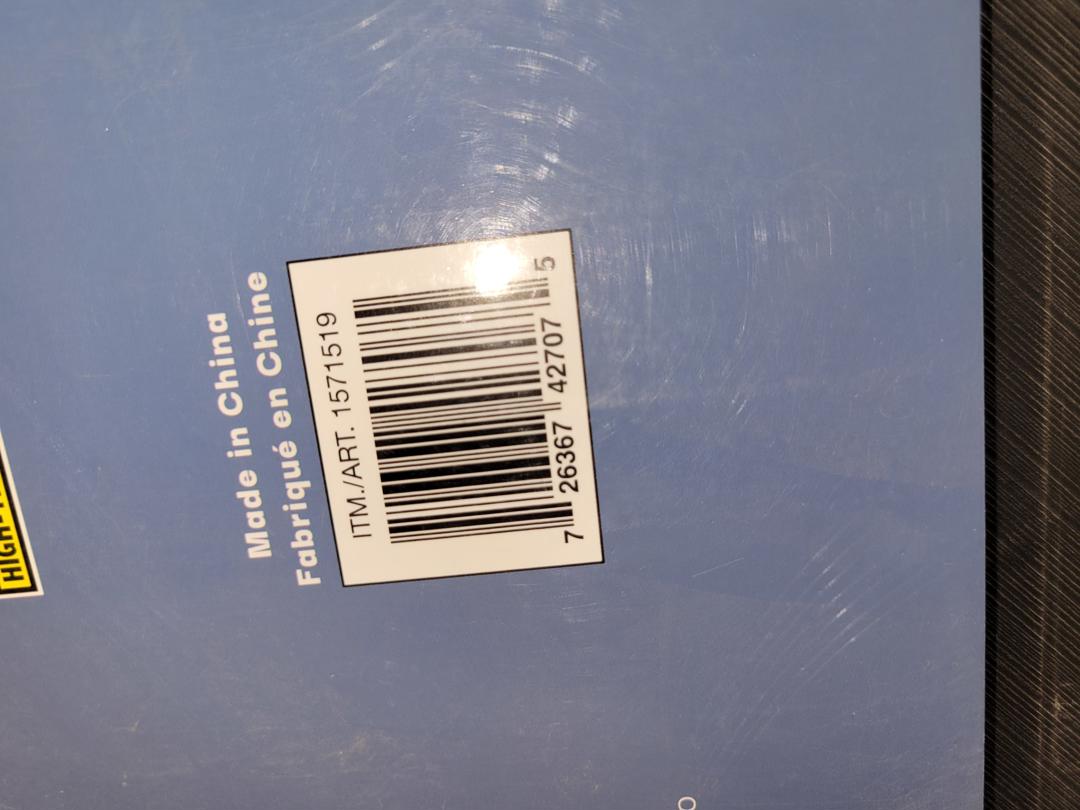 Made in China
Fabriqué en Chine
ITM./ART. 1571519
7 26367 42707 5